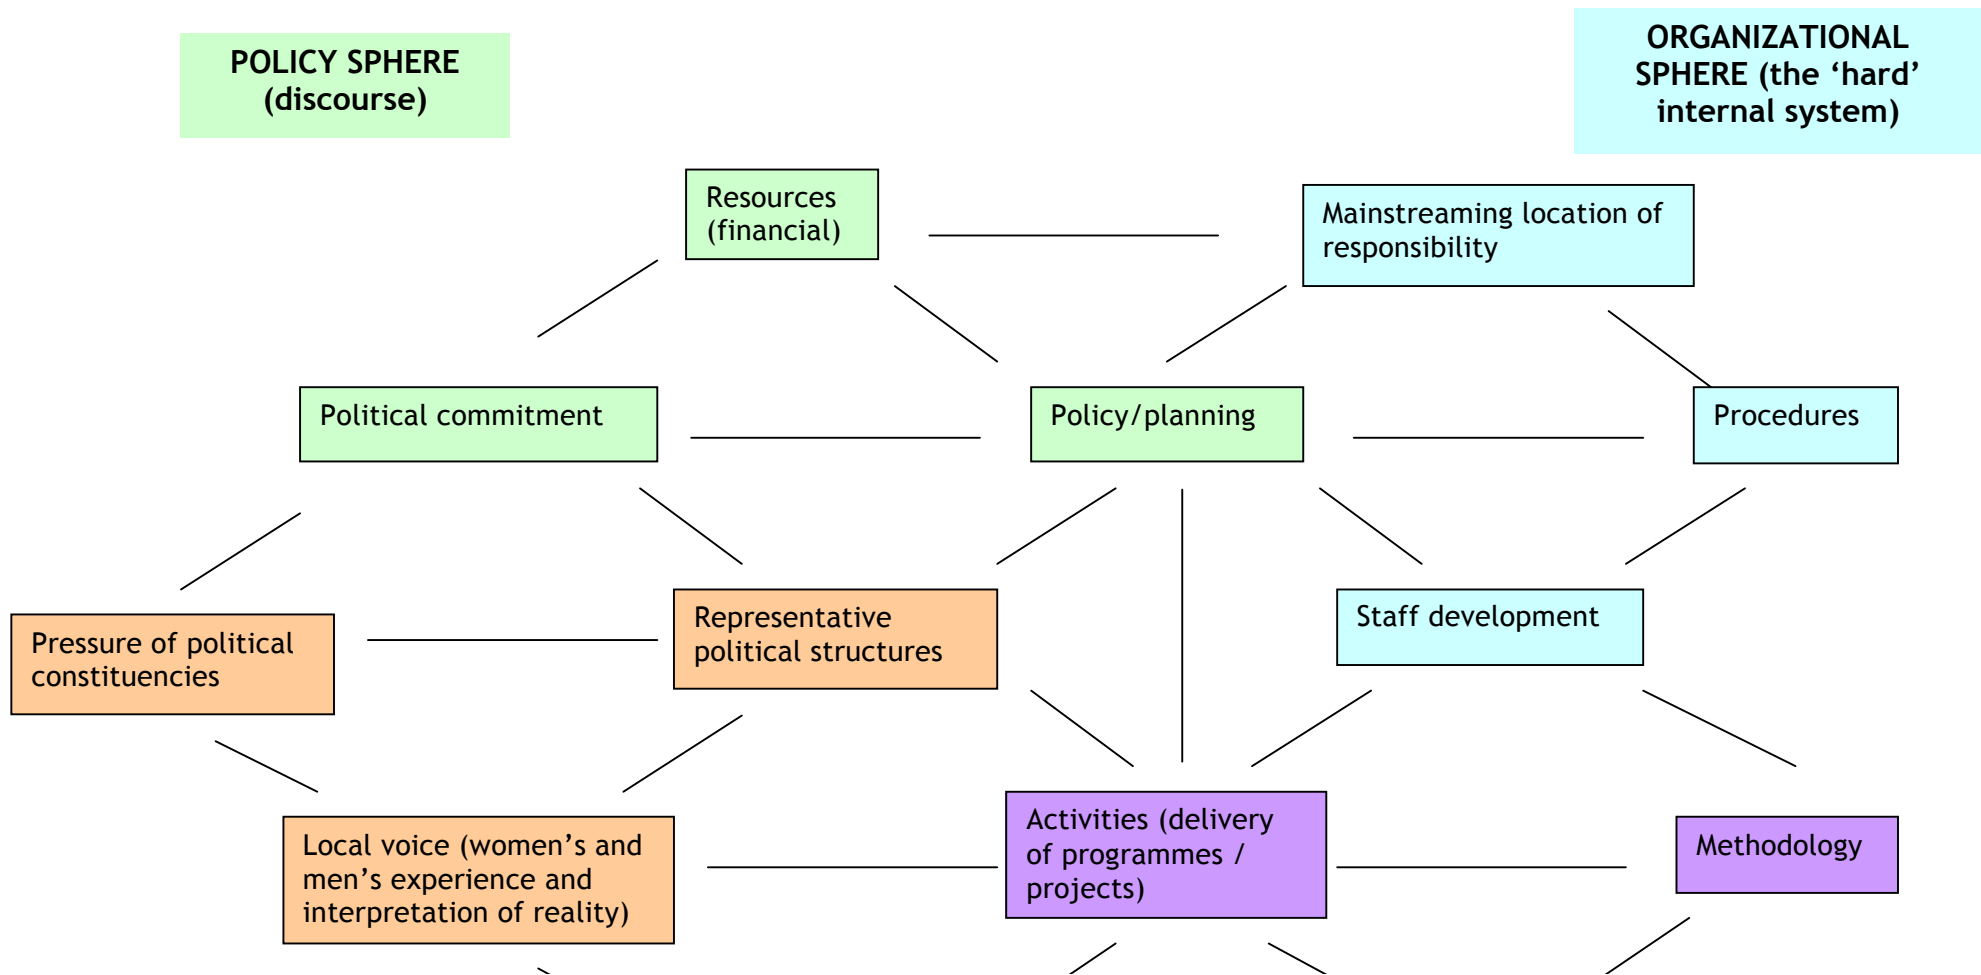 POLICY SPHERE
(discourse)
ORGANIZATIONAL
SPHERE (the ‘hard’
internal system)
Resources
(financial)
Mainstreaming location of
responsibility
Political commitment
Policy/planning
Procedures
Pressure of political
constituencies
Representative
political structures
Staff development
Local voice (women’s and
men’s experience and
interpretation of reality)
Activities (delivery
of programmes /
projects)
Methodology